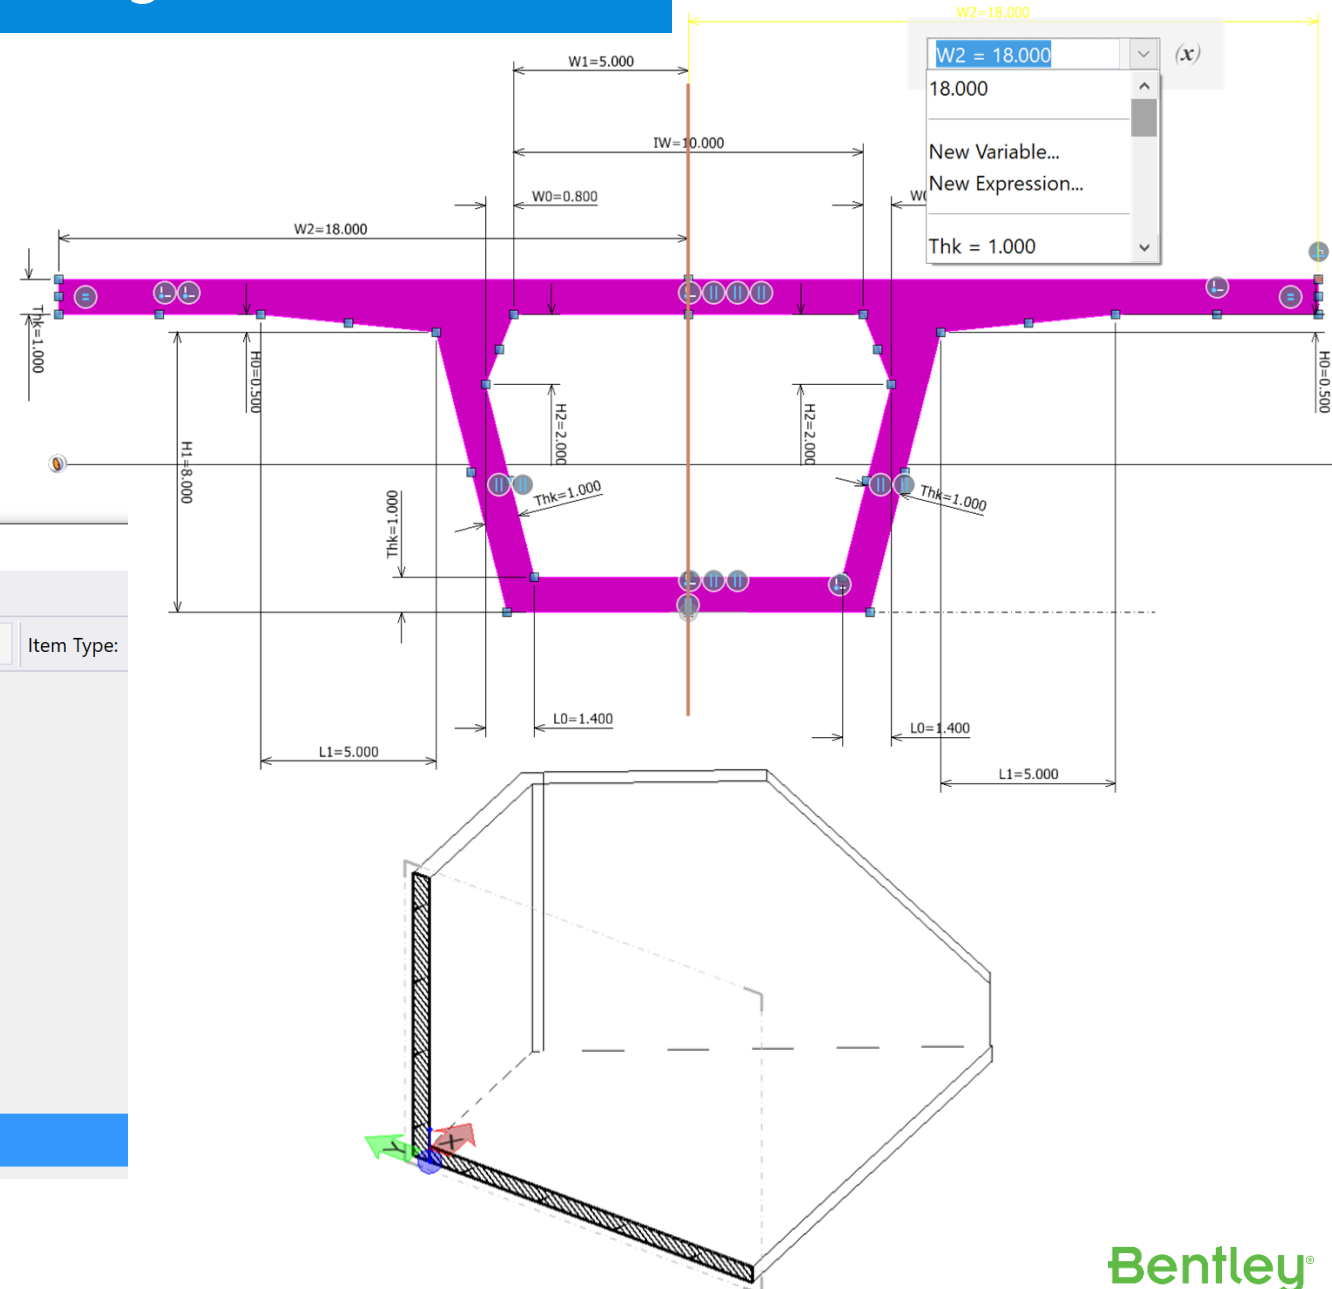 W2=18.000
W2 = 18.000
(x)
18.000
New Variable...
New Expression...
Thk = 1.000
W1=5.000
IW=10.000
W0=0.800
W0
W2=18.000
Thk=1.000
H0=0.500
H1=8.000
H2=2.000
H2=2.000
H0=0.500
Thk=1.000
Thk=1.000
Thk=1.000
L0=1.400
L0=1.400
L1=5.000
L1=5.000
Item Type:
Y
X
Bentley®